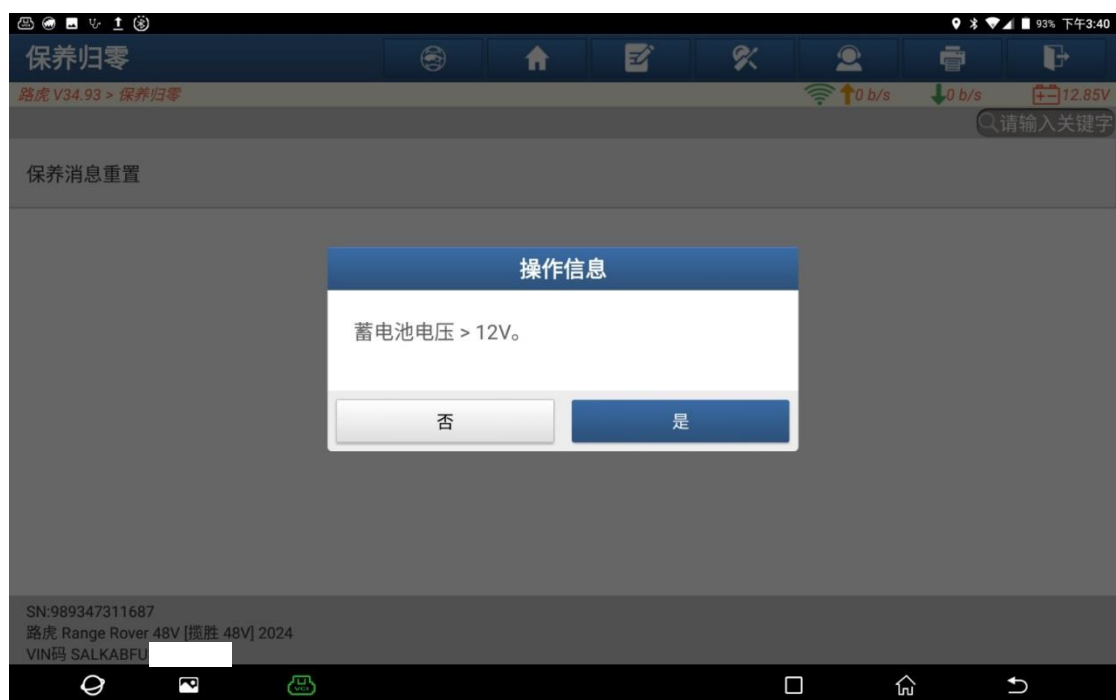 93% 下午3:40
保养归零
路虎 V34.93 > 保养归零
0 b/s
0 b/s
12.85V
请输入关键字
保养消息重置
操作信息
蓄电池电压 > 12V。
否
是
SN:989347311687
路虎 Range Rover 48V [揽胜 48V] 2024
VIN码 SALKABFU
VCI